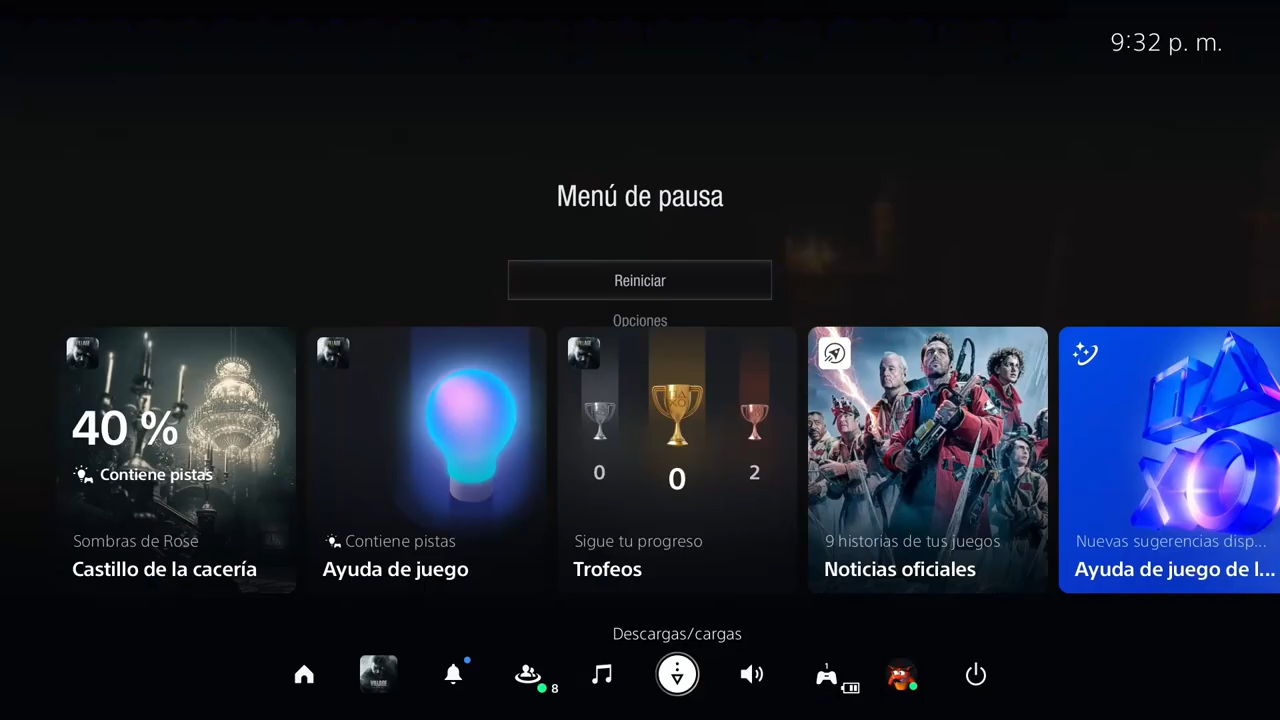 9:32 p. m.
Menú de pausa
Reiniciar
Opciones
40 %
Contiene pistas
Sombras de Rose
Castillo de la cacería
Contiene pistas
Ayuda de juego
0
0
2
Sigue tu progreso
Trofeos
9 historias de tus juegos
Noticias oficiales
Nuevas sugerencias disp...
Ayuda de juego de l...
Descargas/cargas
VILLAGE
8
1